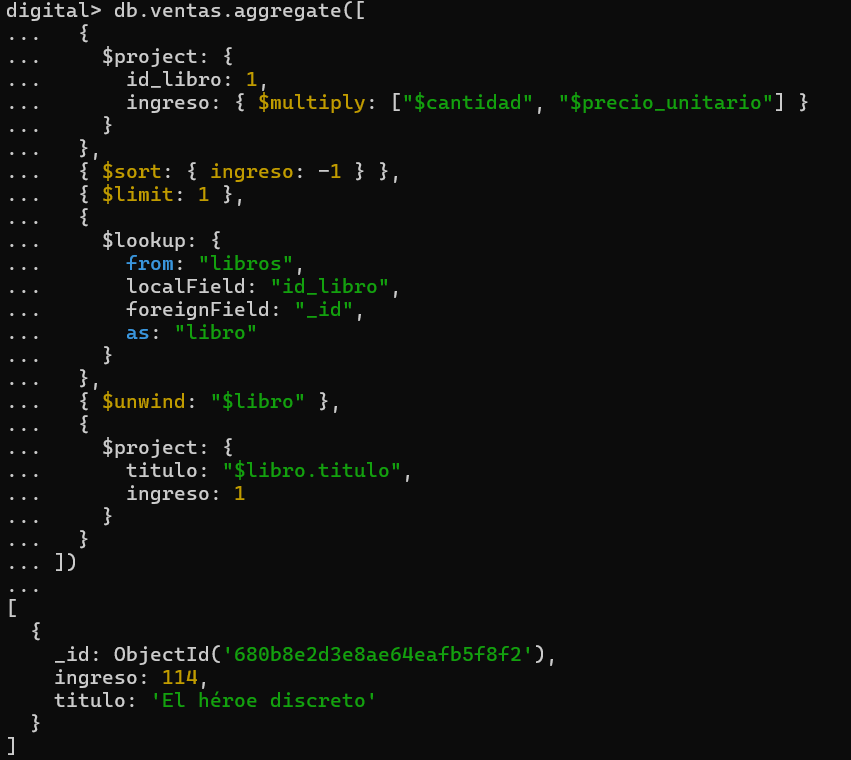 digital> db.ventas.aggregate([
...   {
...     $project: {
...       id_libro: 1,
...       ingreso: { $multiply: ["$cantidad", "$precio_unitario"] }
...     }
...   },
...   { $sort: { ingreso: -1 } },
...   { $limit: 1 },
...   {
...     $lookup: {
...       from: "libros",
...       localField: "id_libro",
...       foreignField: "_id",
...       as: "libro"
...     }
...   },
...   { $unwind: "$libro" },
...   {
...     $project: {
...       titulo: "$libro.titulo",
...       ingreso: 1
...     }
...   }
... ])
...
[
  {
    _id: ObjectId('680b8e2d3e8ae64eafb5f8f2'),
    ingreso: 114,
    titulo: 'El héroe discreto'
  }
]